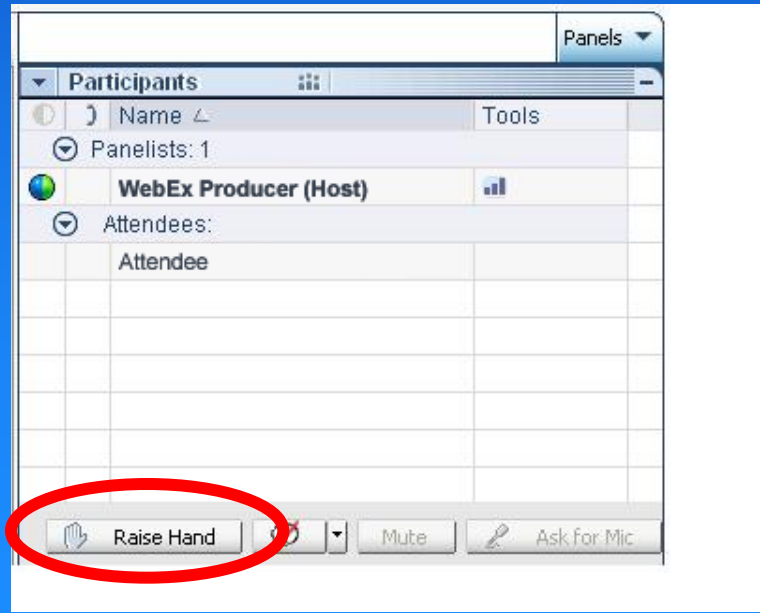 Panels
Participants
Name Tools
Panelists: 1
WebEx Producer (Host)
Attendees:
Attendee
Raise Hand Mute Ask for Mic